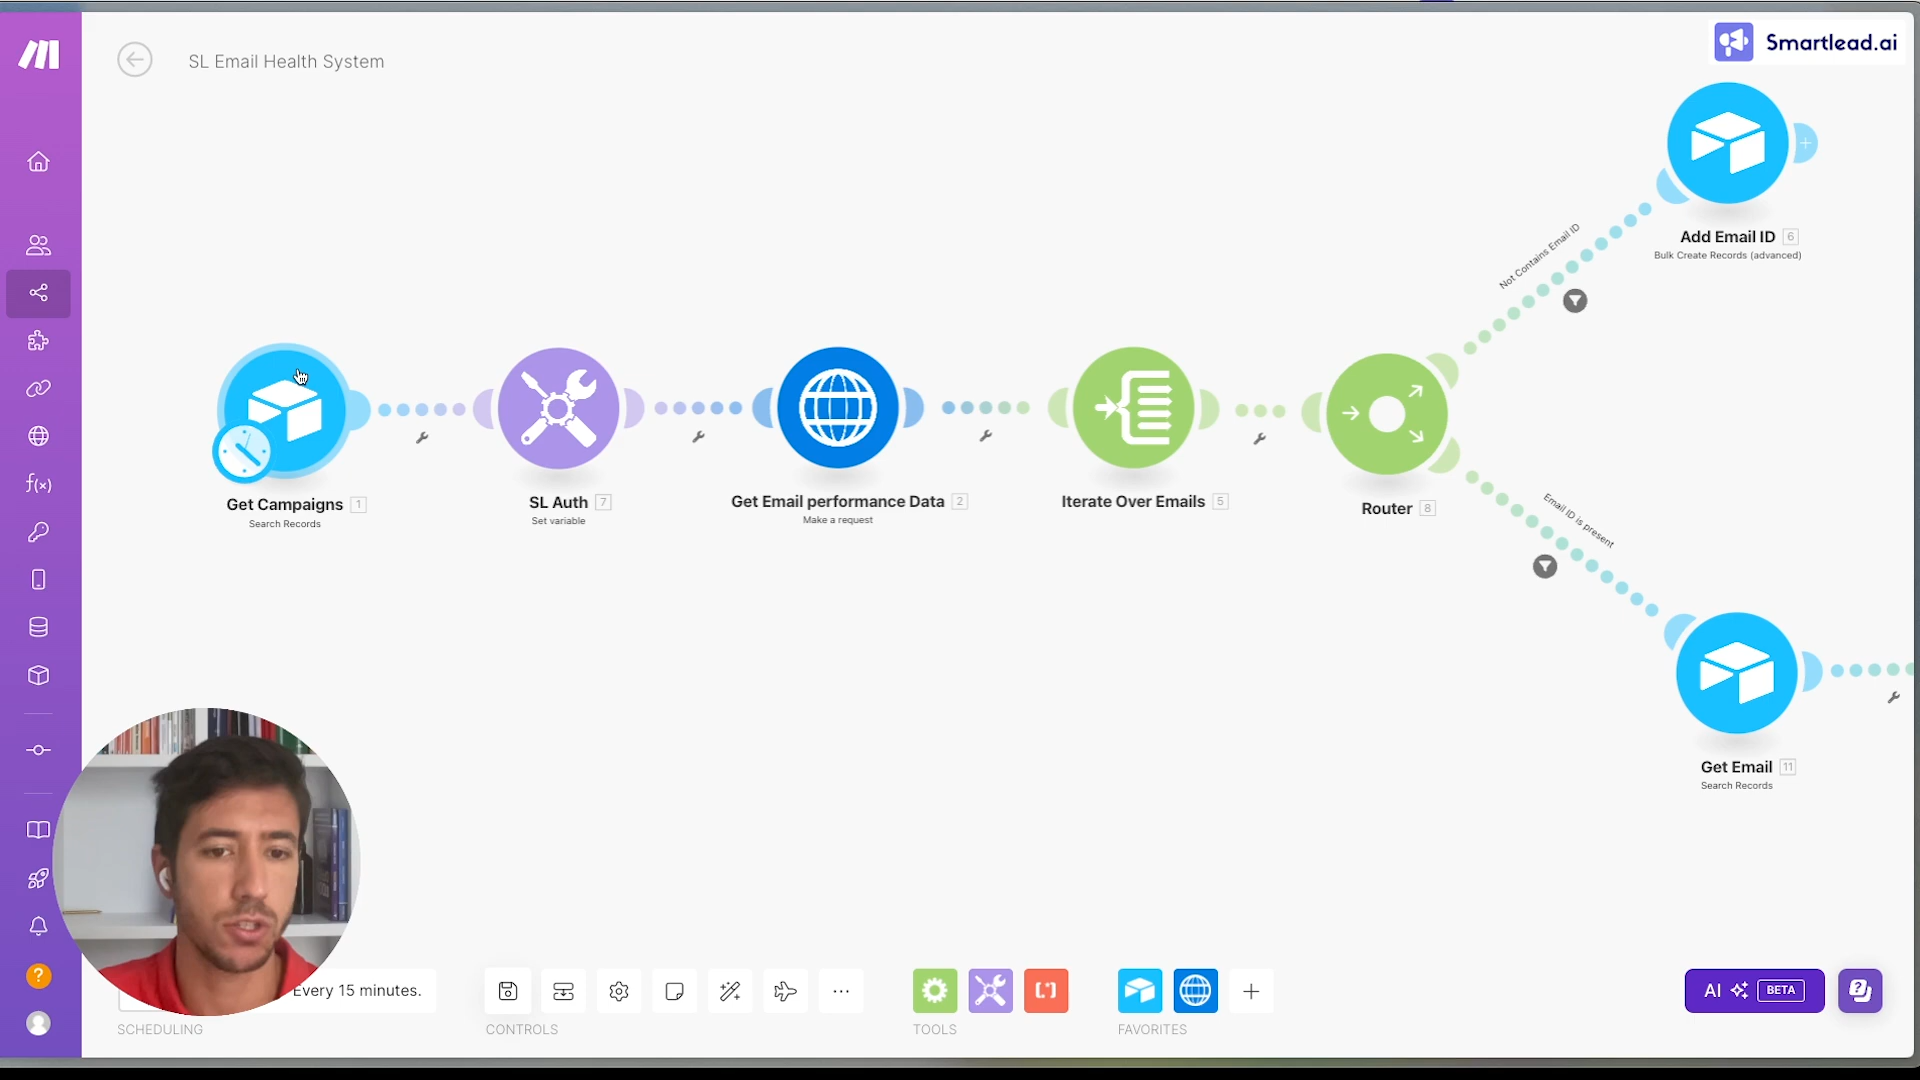 SL Email Health System
Smartlead.ai
Add Email ID 6
Bulk Create Records (advanced)
Not Contains Email ID
Get Campaigns 1
Search Records
SL Auth 7
Set variable
Get Email performance Data 2
Make a request
Iterate Over Emails 5
Router 8
Email ID is present
Get Email 11
Search Records
f(x)
?
Every 15 minutes.
SCHEDULING
CONTROLS
TOOLS
FAVORITES
AI BETA